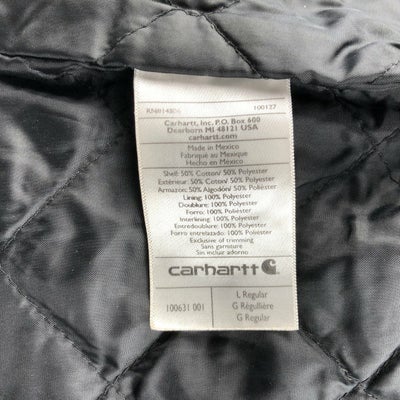 RN#14806 100127
Carhartt, Inc. P.O. Box 600
Dearborn MI 48121 USA
carhartt.com
Made in Mexico
Fabriqué au Mexique
Hecho en México
Shell: 50% Cotton/ 50% Polyester
Extérieur: 50% Coton/ 50% Polyester
Armazón: 50% Algodón/ 50% Poliéster
Lining: 100% Polyester
Doublure: 100% Polyester
Forro: 100% Poliéster
Interlining: 100% Polyester
Entredoublure: 100% Polyester
Forro entrelazado: 100% Poliéster
Exclusive of trimming
Sans garniture
Sin incluir adorno
carhartt
100631 001
L Regular
G Régulière
G Regular